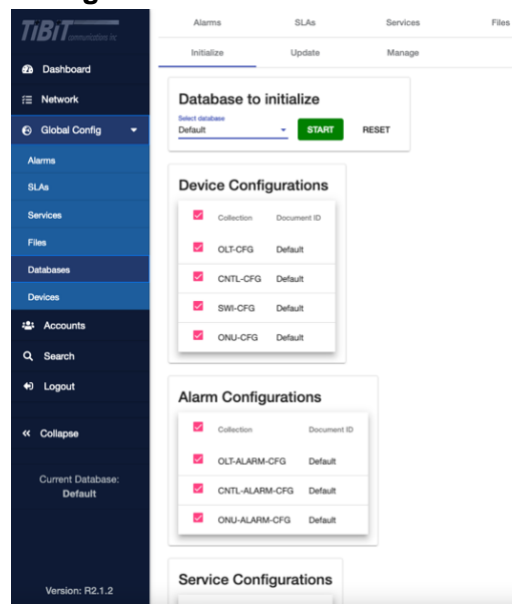 TiBiT
communications, inc
Dashboard
Network
Global Config
Alarms
SLAs
Services
Files
Databases
Devices
Accounts
Search
Logout
Collapse
Current Database:
Default
Version: R2.1.2
Alarms SLAs Services Files
Initialize Update Manage
Database to initialize
Select database
Default START RESET
Device Configurations
Collection Document ID
OLT-CFG Default
CNTL-CFG Default
SWI-CFG Default
ONU-CFG Default
Alarm Configurations
Collection Document ID
OLT-ALARM-CFG Default
CNTL-ALARM-CFG Default
ONU-ALARM-CFG Default
Service Configurations